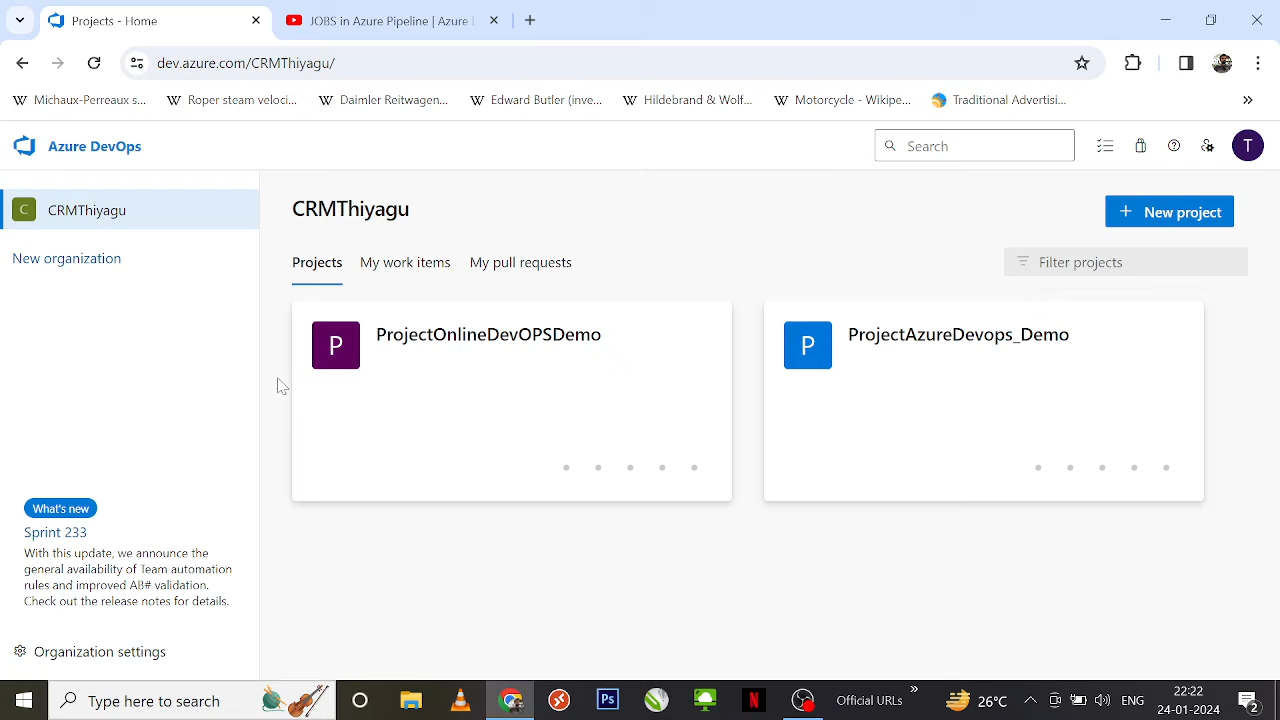 Projects - Home
JOBS in Azure Pipeline | Azure
dev.azure.com/CRMThiyagu/
Michaux-Perreaux s...
Roper steam veloci...
Daimler Reitwagen...
Edward Butler (inve...
Hildebrand & Wolf...
Motorcycle - Wikipe...
Traditional Advertisi...
Azure DevOps
Search
T
C
CRMThiyagu
New organization
CRMThiyagu
+ New project
Projects
My work items
My pull requests
Filter projects
P
ProjectOnlineDevOPSDemo
P
ProjectAzureDevops_Demo
What's new
Sprint 233
With this update, we announce the
general availability of Team automation
rules and improved AB# validation.
Check out the release notes for details.
Organization settings
Type here to search
Ps
N
Official URLs
26°C
ENG
22:22
24-01-2024
2